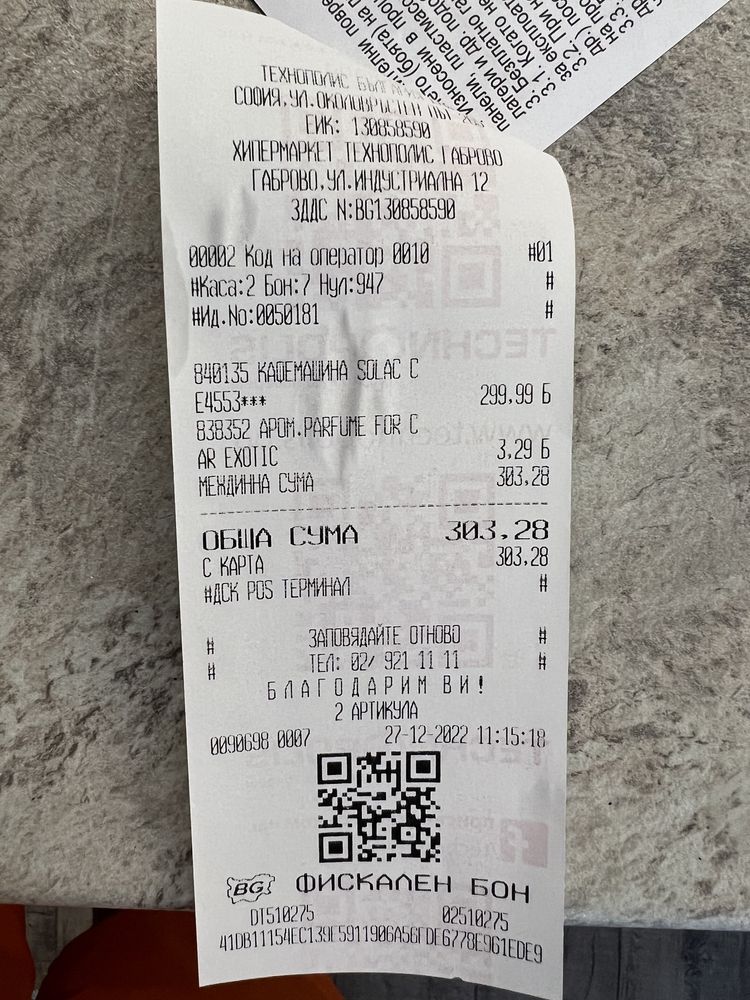 ТЕХНОПОЛИС
СОФИЯ, УЛ.ОКОЛОВРЪСТЕН ПЪТ
ЕИК: 130858590
ХИПЕРМАРКЕТ ТЕХНОПОЛИС ГАБРОВО
ГАБРОВО,УЛ.ИНДУСТРИАЛНА 12
ЗДДС N:BG130858590
00002 Код на оператор 0010 #01
#Каса:2 Бон:7 Нул:947 #
#Ид.No:0050181 #
840135 КАФЕМАШИНА SOLAC C
E4553*** 299,99 Б
838352 АРОМ.PARFUME FOR C
AR EXOTIC 3,29 Б
МЕЖДИННА СУМА 303,28
ОБЩА СУМА 303,28
С КАРТА 303,28
#ДСК POS ТЕРМИНАЛ #
# ЗАПОВЯДАЙТЕ ОТНОВО #
# ТЕЛ: 02/ 921 11 11 #
БЛАГОДАРИМ ВИ!
2 АРТИКУЛА
0090698 0007 27-12-2022 11:15:18
BG ФИСКАЛЕН БОН
DT510275 02510275